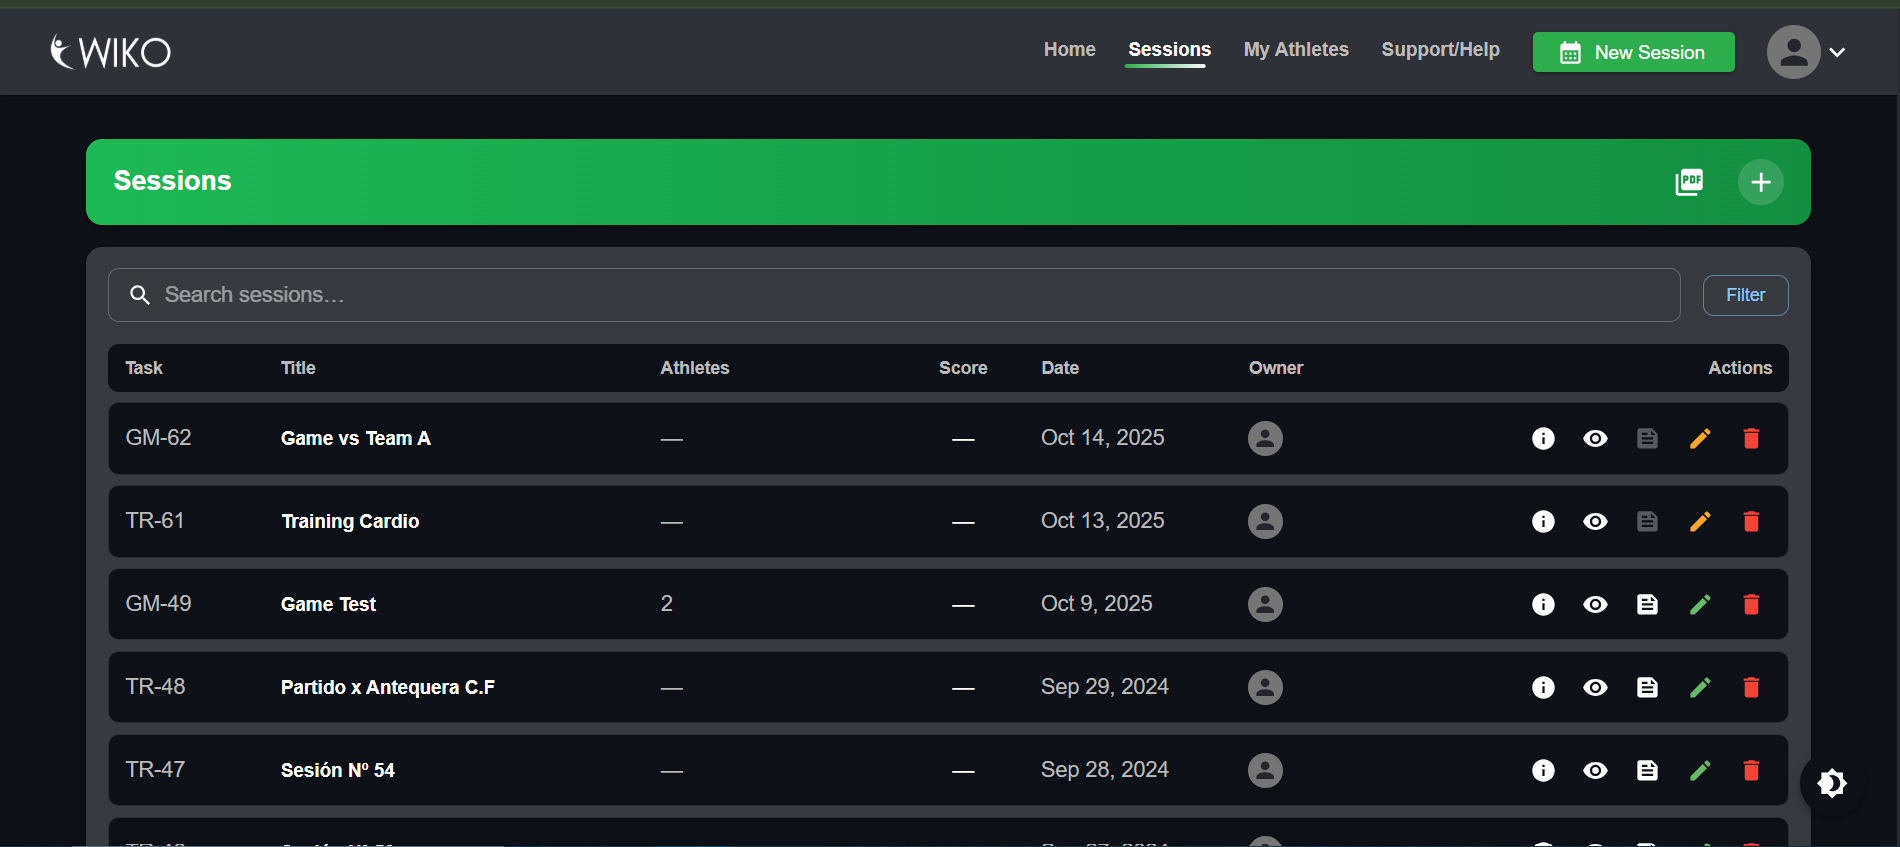 WIKO
Home Sessions My Athletes Support/Help New Session
Sessions
PDF
Search sessions…
Filter
Task Title Athletes Score Date Owner Actions
GM-62 Game vs Team A — — Oct 14, 2025
TR-61 Training Cardio — — Oct 13, 2025
GM-49 Game Test 2 — Oct 9, 2025
TR-48 Partido x Antequera C.F — — Sep 29, 2024
TR-47 Sesión Nº 54 — — Sep 28, 2024